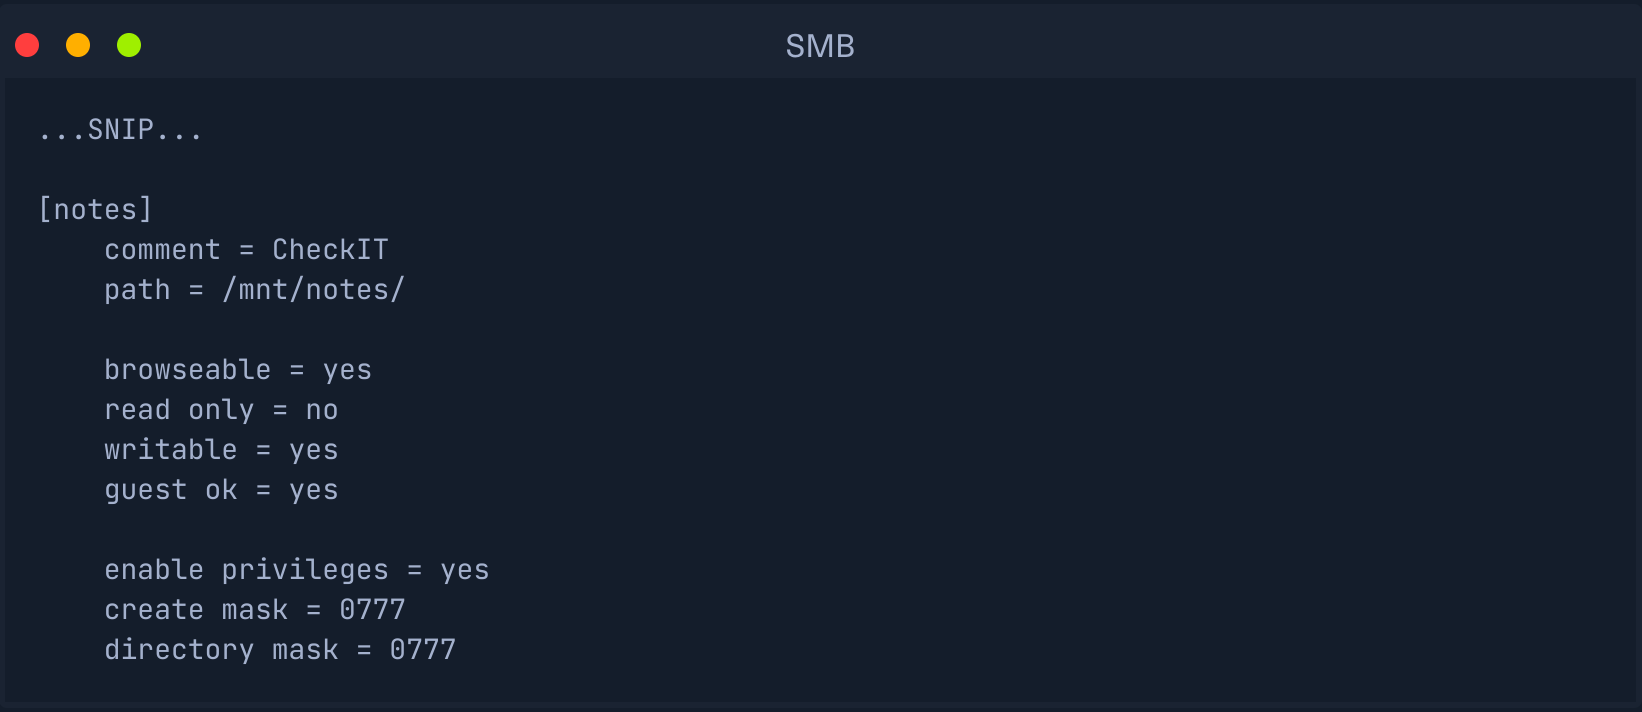 SMB
...SNIP...
[notes]
    comment = CheckIT
    path = /mnt/notes/
    browseable = yes
    read only = no
    writable = yes
    guest ok = yes
    enable privileges = yes
    create mask = 0777
    directory mask = 0777